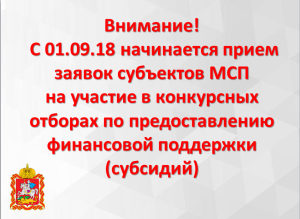 Внимание!
С 01.09.18 начинается прием
заявок субъектов МСП
на участие в конкурсных
отборах по предоставлению
финансовой поддержки
(субсидий)